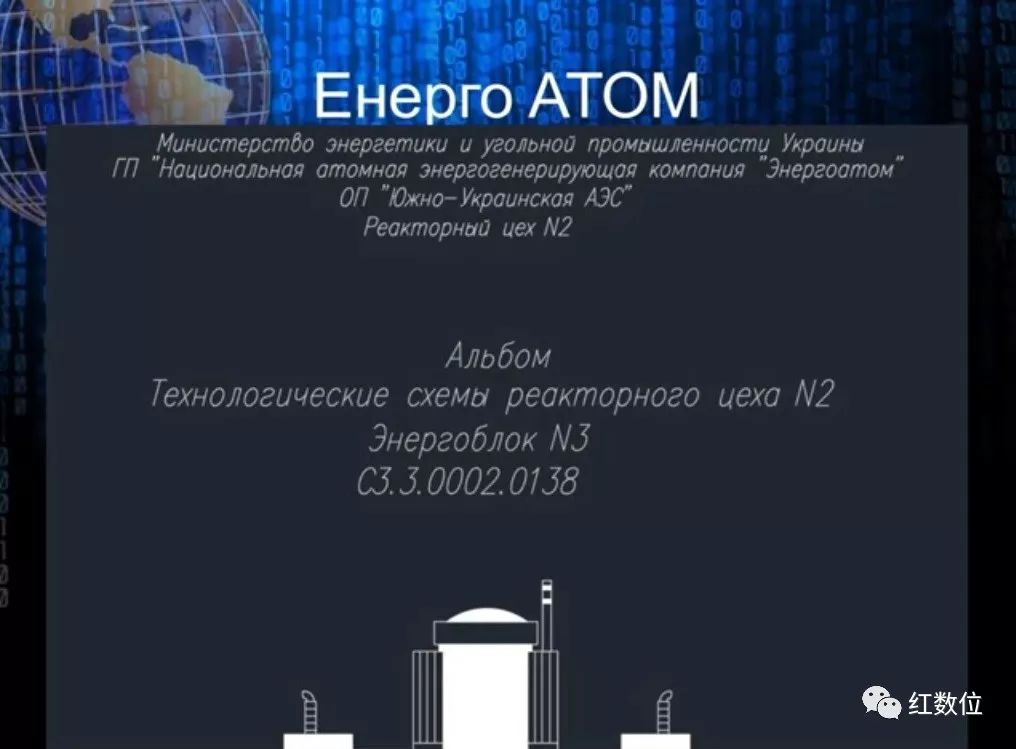 Енерго АТОМ
Министерство энергетики и угольной промышленности Украины
ГП "Национальная атомная энергогенерирующая компания "Энергоатом"
ОП "Южно-Украинская АЭС"
Реакторный цех N2
Альбом
Технологические схемы реакторного цеха N2
Энергоблок N3
СЗ.3.0002.0138
红数位